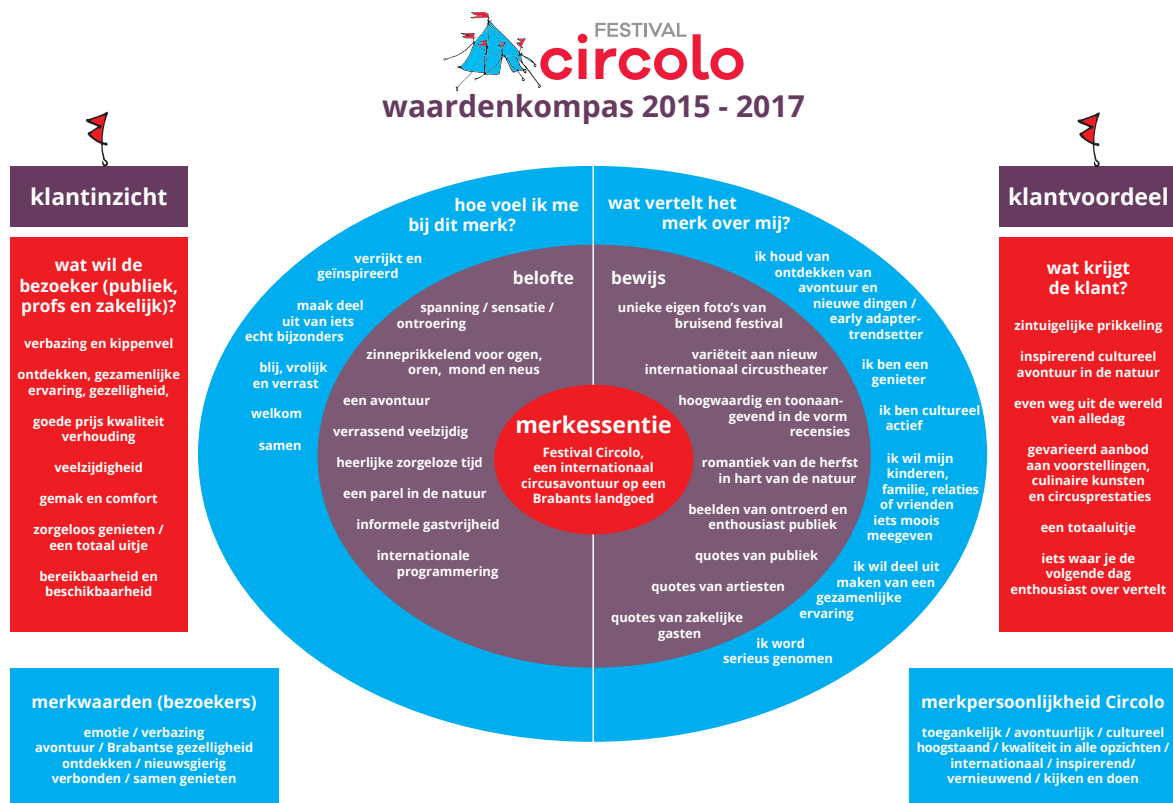 FESTIVAL
circolo
waardenkompas 2015 - 2017
klantinzicht
wat wil de
bezoeker (publiek,
profs en zakelijk)?
verbazing en kippenvel
ontdekken, gezamenlijke
ervaring, gezelligheid,
goede prijs kwaliteit
verhouding
veelzijdigheid
gemak en comfort
zorgeloos genieten /
een totaal uitje
bereikbaarheid en
beschikbaarheid
hoe voel ik me
bij dit merk?
verrijkt en
geïnspireerd
maak deel
uit van iets
echt bijzonders
blij, vrolijk
en verrast
welkom
samen
belofte
spanning / sensatie /
ontroering
zinneprikkelend voor ogen,
oren, mond en neus
een avontuur
verrassend veelzijdig
heerlijke zorgeloze tijd
een parel in de natuur
informele gastvrijheid
internationale
programmering
merkessentie
Festival Circolo,
een internationaal
circusavontuur op een
Brabants landgoed
bewijs
unieke eigen foto's van
bruisend festival
variëteit aan nieuw
internationaal circustheater
hoogwaardig en toonaan-
gevend in de vorm
recensies
romantiek van de herfst
in hart van de natuur
beelden van ontroerd en
enthousiast publiek
quotes van publiek
quotes van artiesten
quotes van zakelijke
gasten
wat vertelt het
merk over mij?
ik houd van
ontdekken van
avontuur en
nieuwe dingen /
early adapter-
trendsetter
ik ben een
genieter
ik ben cultureel
actief
ik wil mijn
kinderen,
familie, relaties
of vrienden
iets moois
meegeven
ik wil deel uit
maken van een
gezamenlijke
ervaring
ik word
serieus genomen
klantvoordeel
wat krijgt
de klant?
zintuigelijke prikkeling
inspirerend cultureel
avontuur in de natuur
even weg uit de wereld
van alledag
gevarieerd aanbod
aan voorstellingen,
culinaire kunsten
en circusprestaties
een totaaluitje
iets waar je de
volgende dag
enthousiast over vertelt
merkwaarden (bezoekers)
emotie / verbazing
avontuur / Brabantse gezelligheid
ontdekken / nieuwsgierig
verbonden / samen genieten
merkpersoonlijkheid Circolo
toegankelijk / avontuurlijk / cultureel
hoogstaand / kwaliteit in alle opzichten /
internationaal / inspirerend/
vernieuwend / kijken en doen